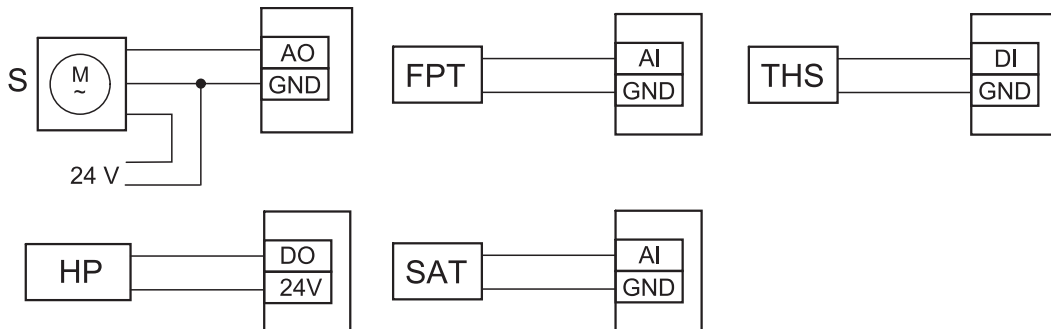 S
M
~
AO
GND
24 V
FPT
AI
GND
THS
DI
GND
HP
DO
24V
SAT
AI
GND